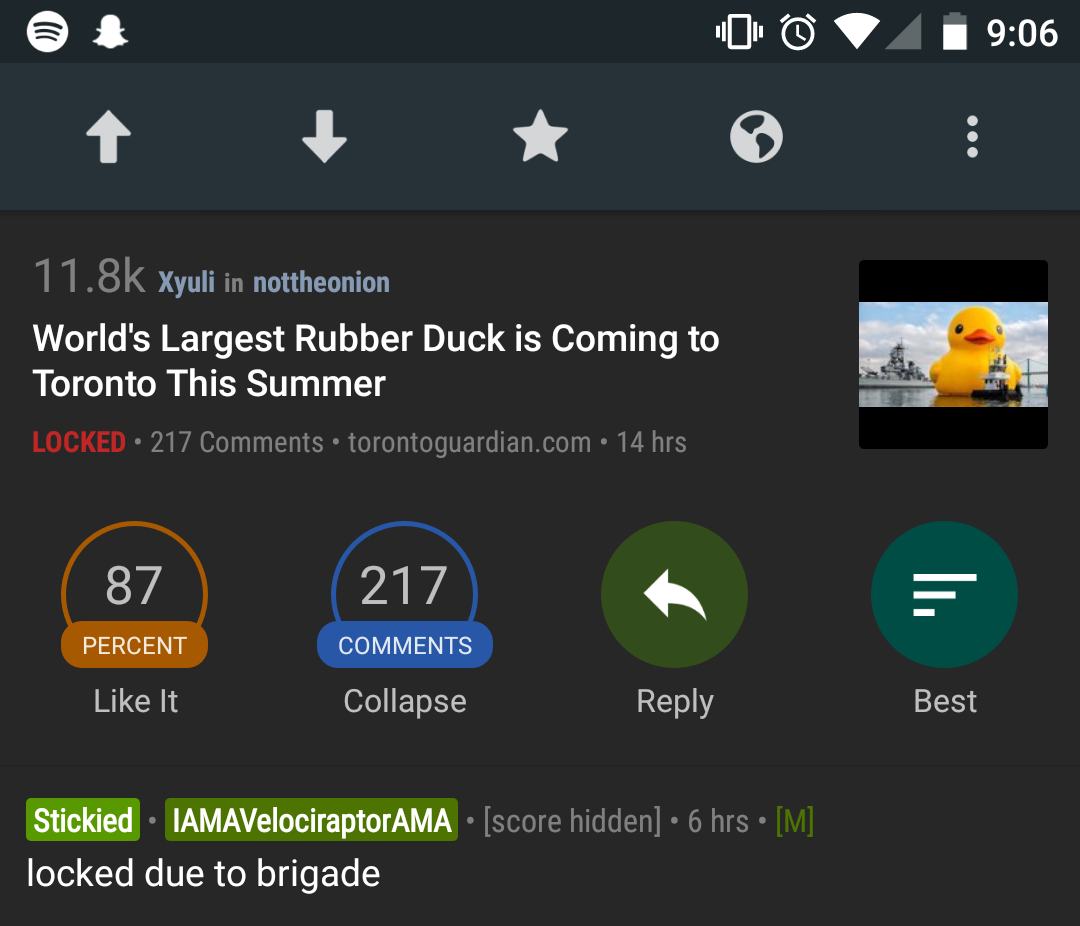 9:06
11.8k Xyuli in nottheonion
World's Largest Rubber Duck is Coming to
Toronto This Summer
LOCKED • 217 Comments • torontoguardian.com • 14 hrs
87 217
PERCENT COMMENTS
Like It Collapse Reply Best
Stickied • IAMAVelociraptorAMA • [score hidden] • 6 hrs • [M]
locked due to brigade